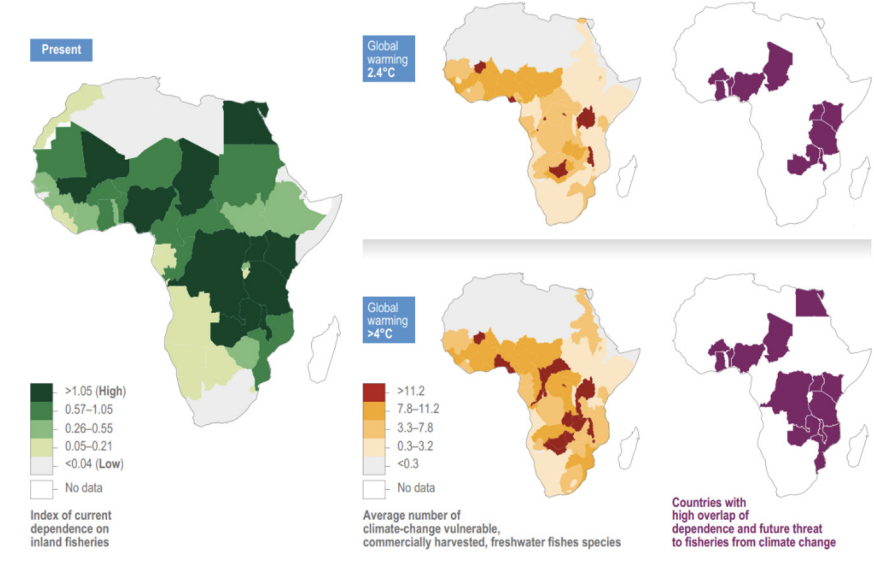 Present
>1.05 (High)
0.57–1.05
0.26–0.55
0.05–0.21
<0.04 (Low)
No data
Index of current
dependence on
inland fisheries
Global
warming
2.4°C
Global
warming
>4°C
>11.2
7.8–11.2
3.3–7.8
0.3–3.2
<0.3
No data
Average number of
climate-change vulnerable,
commercially harvested, freshwater fishes species
Countries with
high overlap of
dependence and future threat
to fisheries from climate change